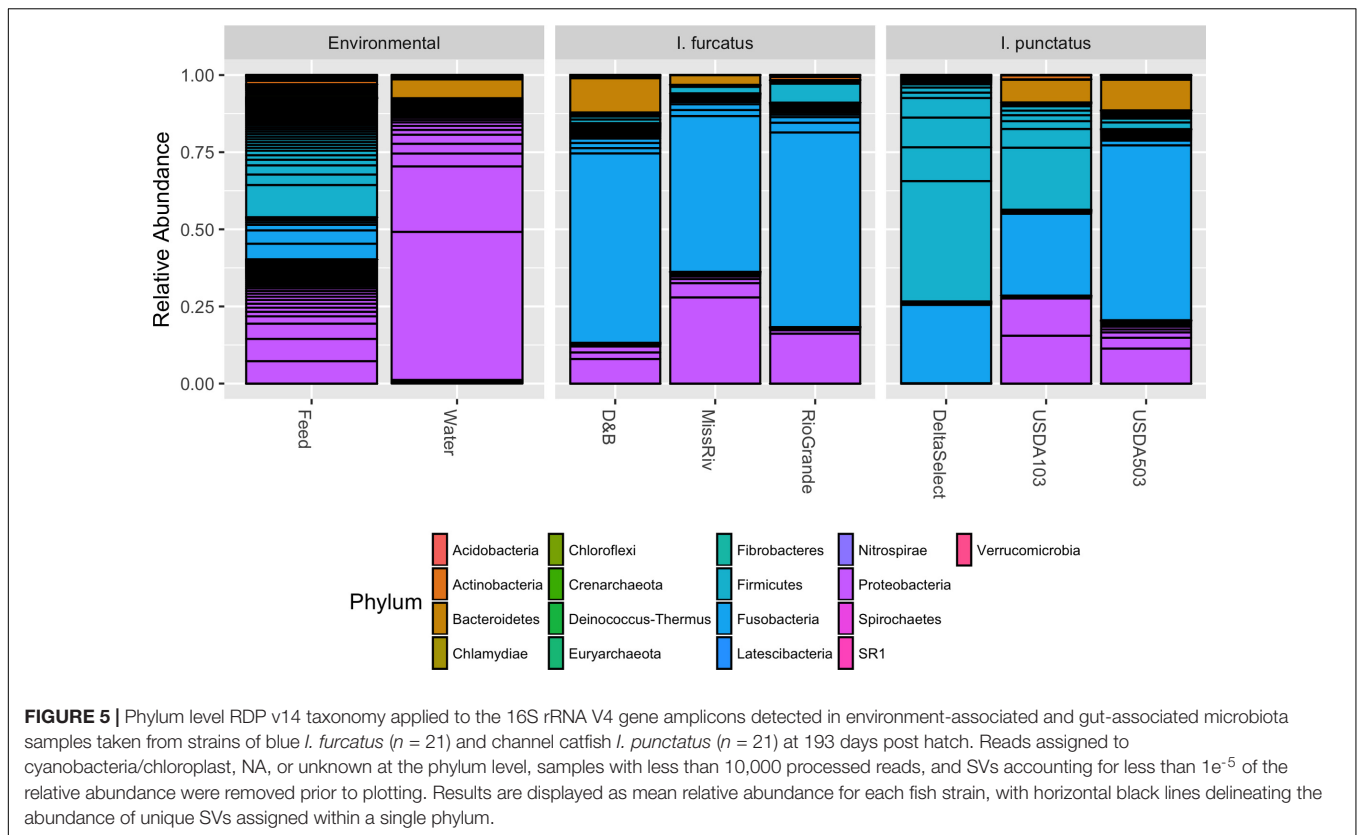 Environmental
I. furcatus
I. punctatus
Relative Abundance
1.00
0.75
0.50
0.25
0.00
Feed
Water
D&B
MissRiv
RioGrande
DeltaSelect
USDA103
USDA503
Phylum
Acidobacteria
Actinobacteria
Bacteroidetes
Chlamydiae
Chloroflexi
Crenarchaeota
Deinococcus-Thermus
Euryarchaeota
Fibrobacteres
Firmicutes
Fusobacteria
Latescibacteria
Nitrospirae
Proteobacteria
Spirochaetes
SR1
Verrucomicrobia
FIGURE 5 | Phylum level RDP v14 taxonomy applied to the 16S rRNA V4 gene amplicons detected in environment-associated and gut-associated microbiota
samples taken from strains of blue I. furcatus (n = 21) and channel catfish I. punctatus (n = 21) at 193 days post hatch. Reads assigned to
cyanobacteria/chloroplast, NA, or unknown at the phylum level, samples with less than 10,000 processed reads, and SVs accounting for less than 1e⁻⁵ of the
relative abundance were removed prior to plotting. Results are displayed as mean relative abundance for each fish strain, with horizontal black lines delineating the
abundance of unique SVs assigned within a single phylum.